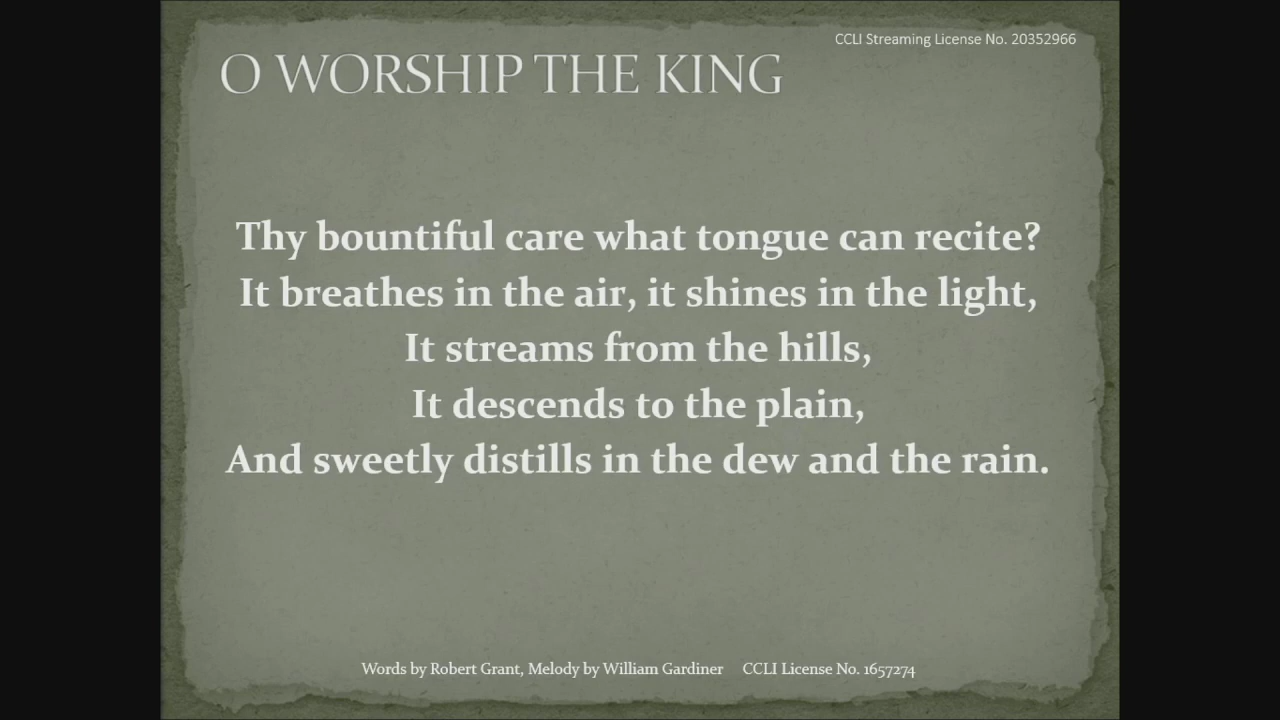 CCLI Streaming License No. 20352966
O WORSHIP THE KING
Thy bountiful care what tongue can recite?
It breathes in the air, it shines in the light,
It streams from the hills,
It descends to the plain,
And sweetly distills in the dew and the rain.
Words by Robert Grant, Melody by William Gardiner CCLI License No. 1657274